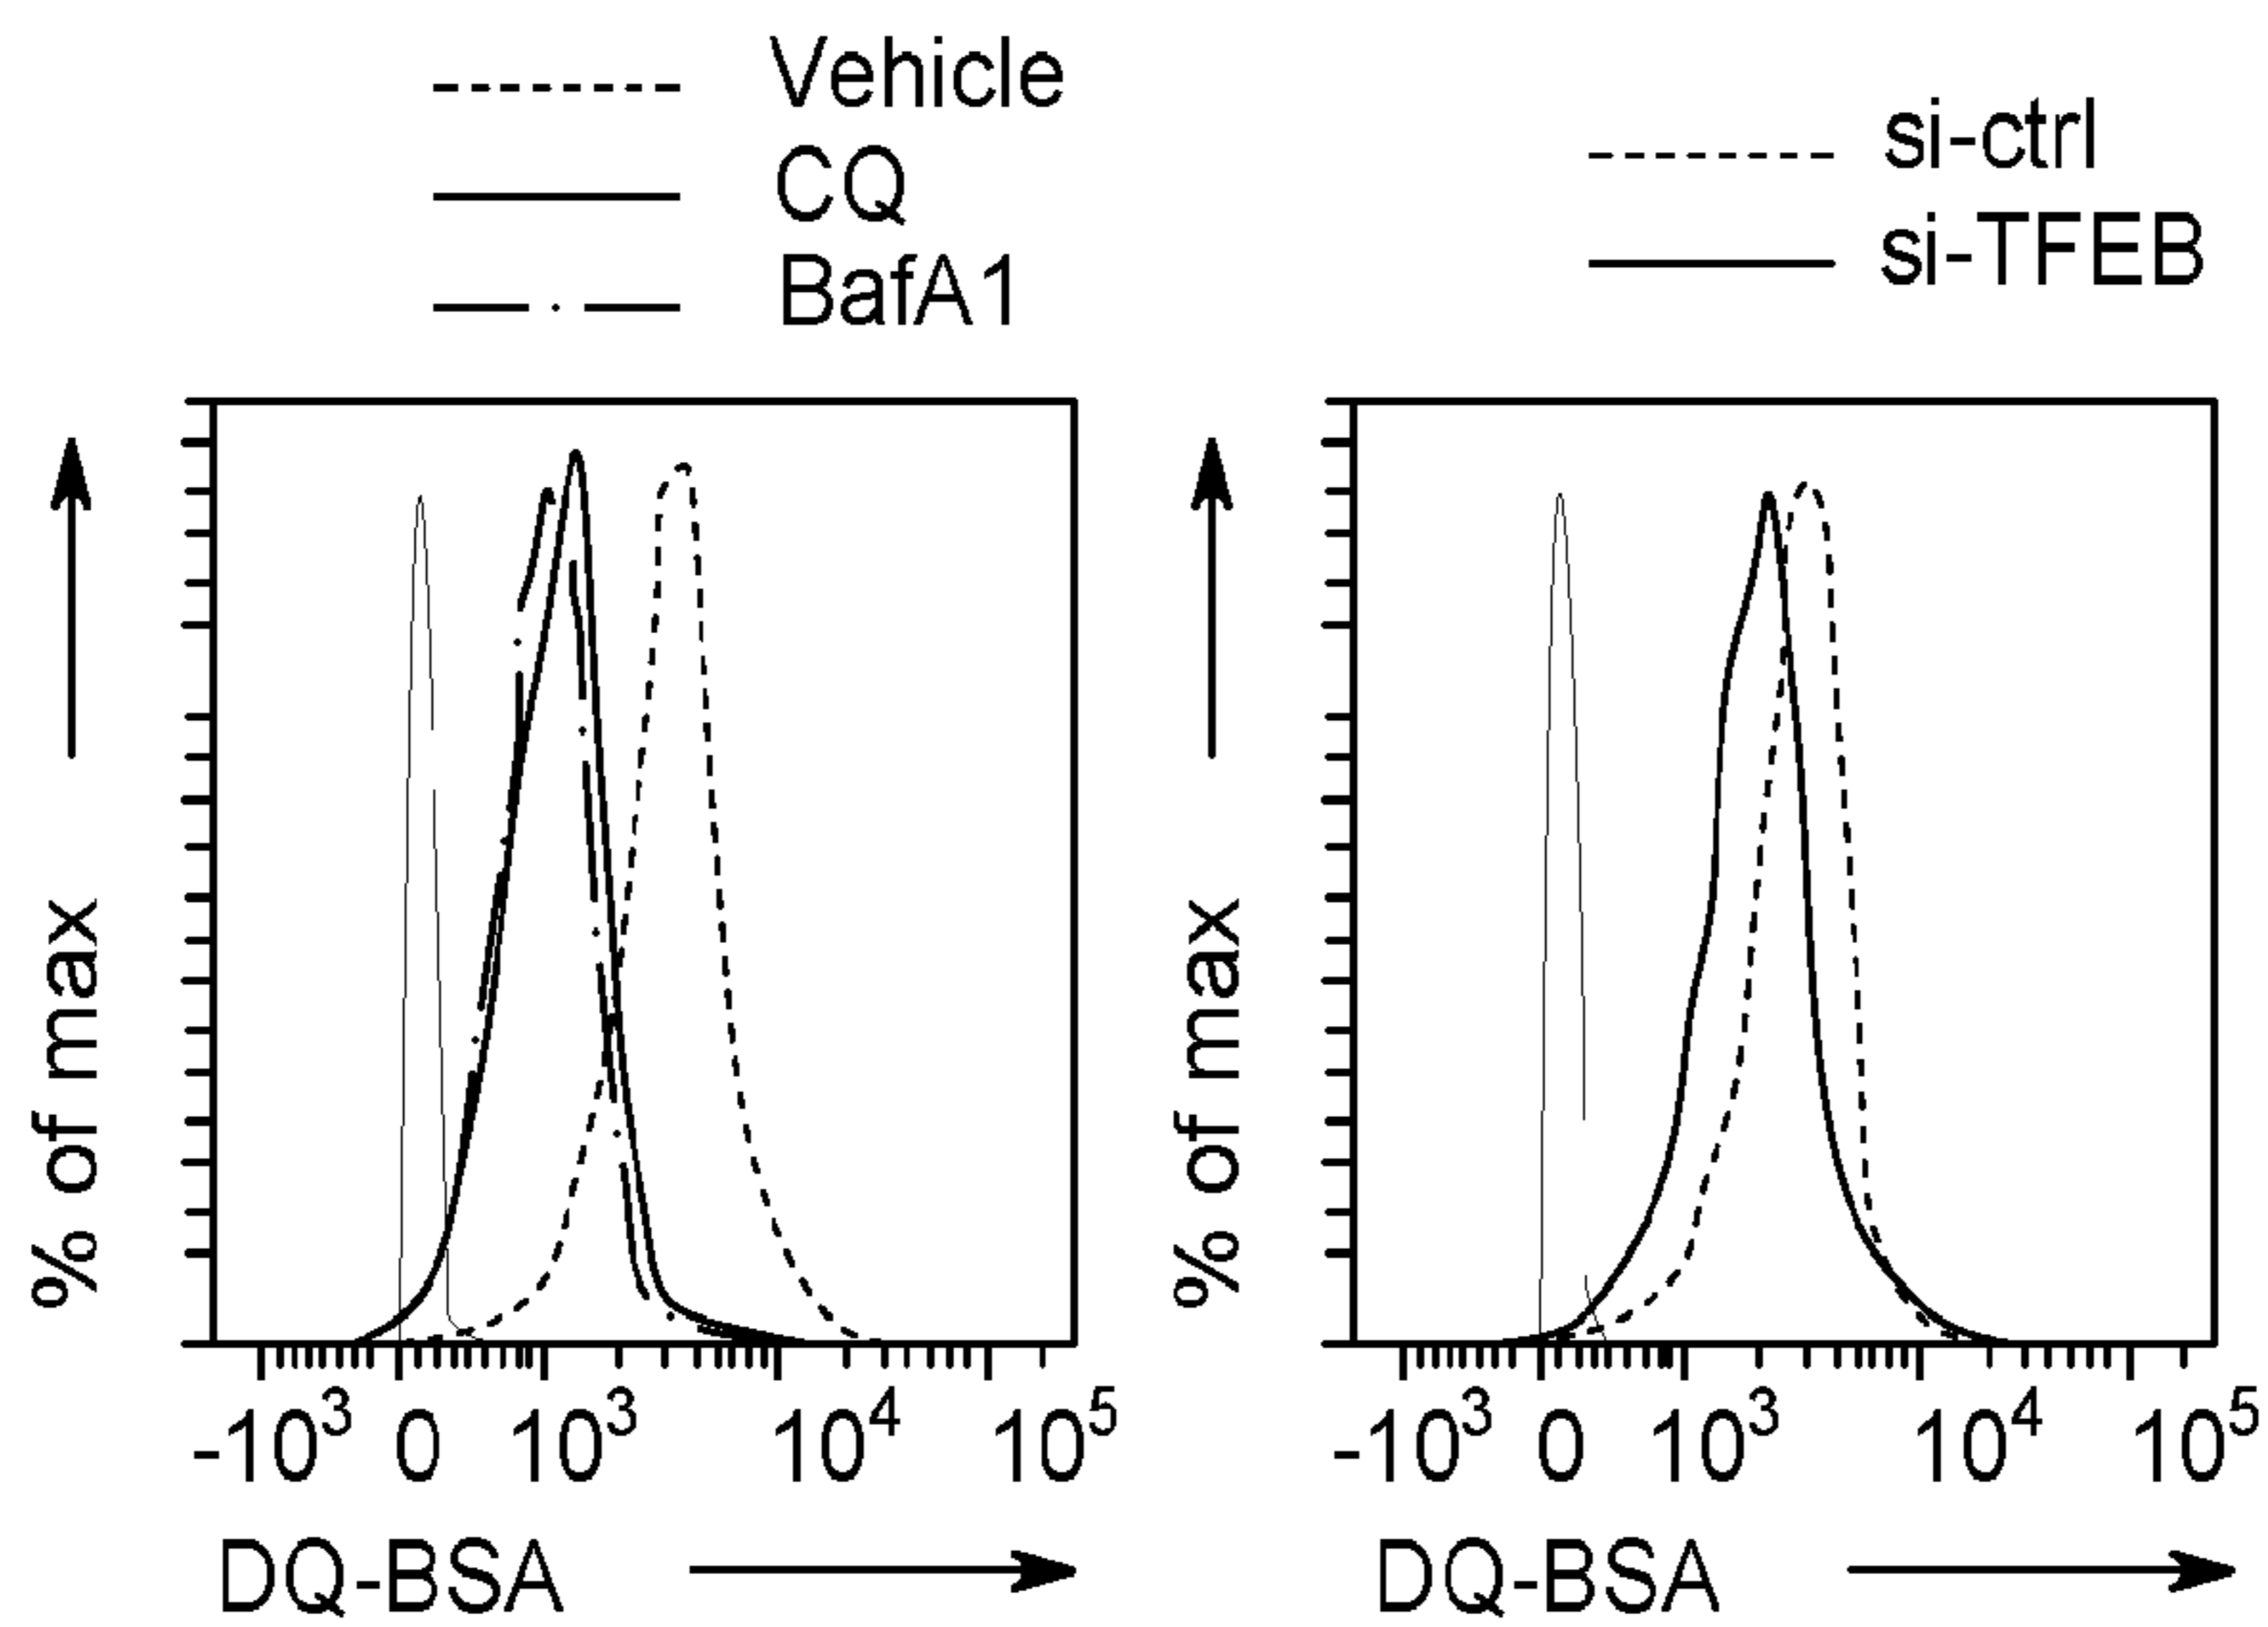 Vehicle
CQ
BafA1
% of max
-10³ 0 10³ 10⁴ 10⁵
DQ-BSA
si-ctrl
si-TFEB
% of max
-10³ 0 10³ 10⁴ 10⁵
DQ-BSA